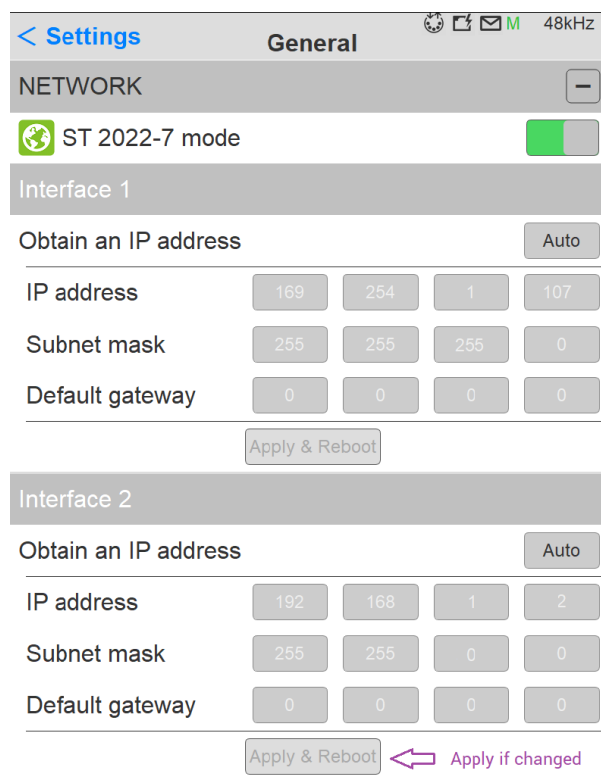 < Settings General M 48kHz
NETWORK −
ST 2022-7 mode
Interface 1
Obtain an IP address Auto
IP address 169 254 1 107
Subnet mask 255 255 255 0
Default gateway 0 0 0 0
Apply & Reboot
Interface 2
Obtain an IP address Auto
IP address 192 168 1 2
Subnet mask 255 255 0 0
Default gateway 0 0 0 0
Apply & Reboot Apply if changed